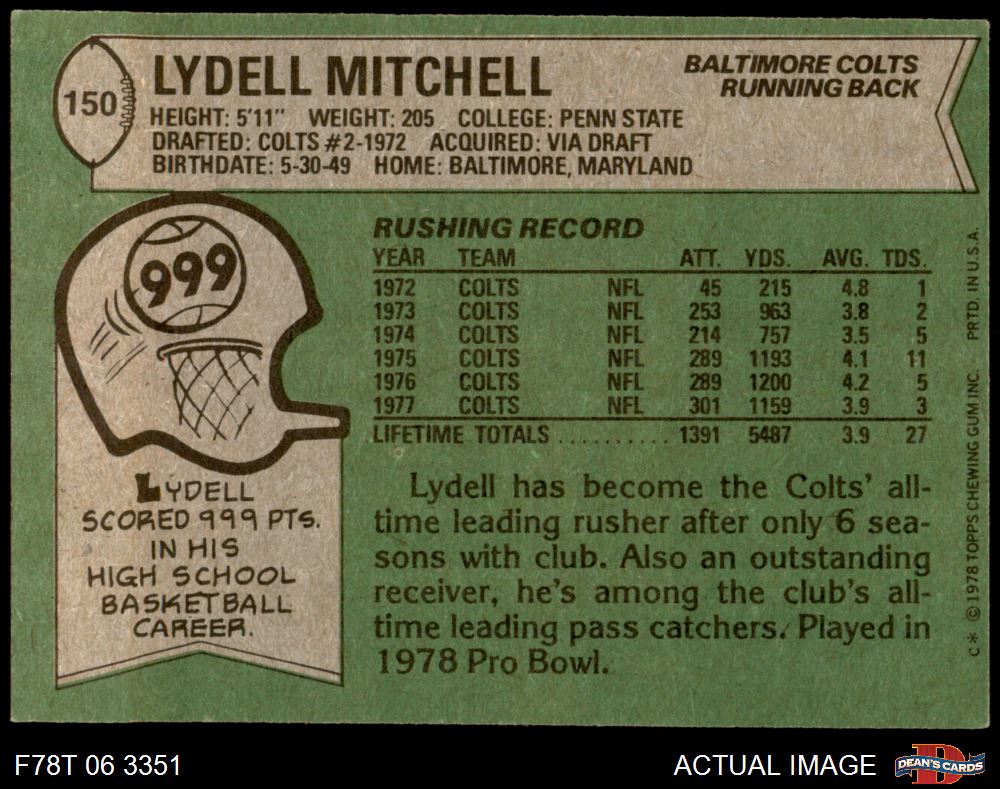 150
LYDELL MITCHELL
BALTIMORE COLTS
RUNNING BACK
HEIGHT: 5'11" WEIGHT: 205 COLLEGE: PENN STATE
DRAFTED: COLTS #2-1972 ACQUIRED: VIA DRAFT
BIRTHDATE: 5-30-49 HOME: BALTIMORE, MARYLAND
999
LYDELL
SCORED 999 PTS.
IN HIS
HIGH SCHOOL
BASKETBALL
CAREER.
RUSHING RECORD
YEAR TEAM ATT. YDS. AVG. TDS.
1972 COLTS NFL 45 215 4.8 1
1973 COLTS NFL 253 963 3.8 2
1974 COLTS NFL 214 757 3.5 5
1975 COLTS NFL 289 1193 4.1 11
1976 COLTS NFL 289 1200 4.2 5
1977 COLTS NFL 301 1159 3.9 3
LIFETIME TOTALS .......... 1391 5487 3.9 27
Lydell has become the Colts' all-
time leading rusher after only 6 sea-
sons with club. Also an outstanding
receiver, he's among the club's all-
time leading pass catchers. Played in
1978 Pro Bowl.
C* © 1978 TOPPS CHEWING GUM INC. PRTD. IN U.S.A.
F78T 06 3351
ACTUAL IMAGE
D
DEAN'S CARDS